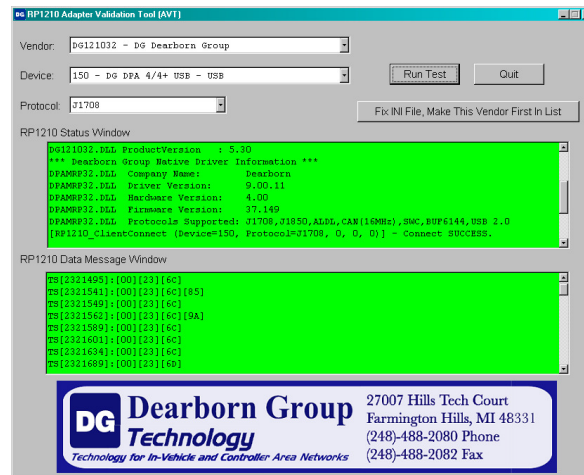 DG RP1210 Adapter Validation Tool (AVT)
Vendor: DG121032 - DG Dearborn Group
Device: 150 - DG DPA 4/4+ USB - USB
Run Test Quit
Protocol: J1708
Fix INI File, Make This Vendor First In List
RP1210 Status Window
DG121032.DLL ProductVersion : 5.30
*** Dearborn Group Native Driver Information ***
DPAMRP32.DLL Company Name: Dearborn
DPAMRP32.DLL Driver Version: 9.00.11
DPAMRP32.DLL Hardware Version: 4.00
DPAMRP32.DLL Firmware Version: 37.149
DPAMRP32.DLL Protocols Supported: J1708,J1850,ALDL,CAN(16MHz),SWC,BUF6144,USB 2.0
[RP1210_ClientConnect (Device=150, Protocol=J1708, 0, 0, 0)] - Connect SUCCESS.
RP1210 Data Message Window
TS[2321495]:[00][23][6C]
TS[2321541]:[00][23][6C][85]
TS[2321549]:[00][23][6C]
TS[2321562]:[00][23][6C][9A]
TS[2321589]:[00][23][6C]
TS[2321601]:[00][23][6C]
TS[2321634]:[00][23][6C]
TS[2321689]:[00][23][6D]
DG Dearborn Group
Technology
Technology for In-Vehicle and Controller Area Networks
27007 Hills Tech Court
Farmington Hills, MI 48331
(248)-488-2080 Phone
(248)-488-2082 Fax